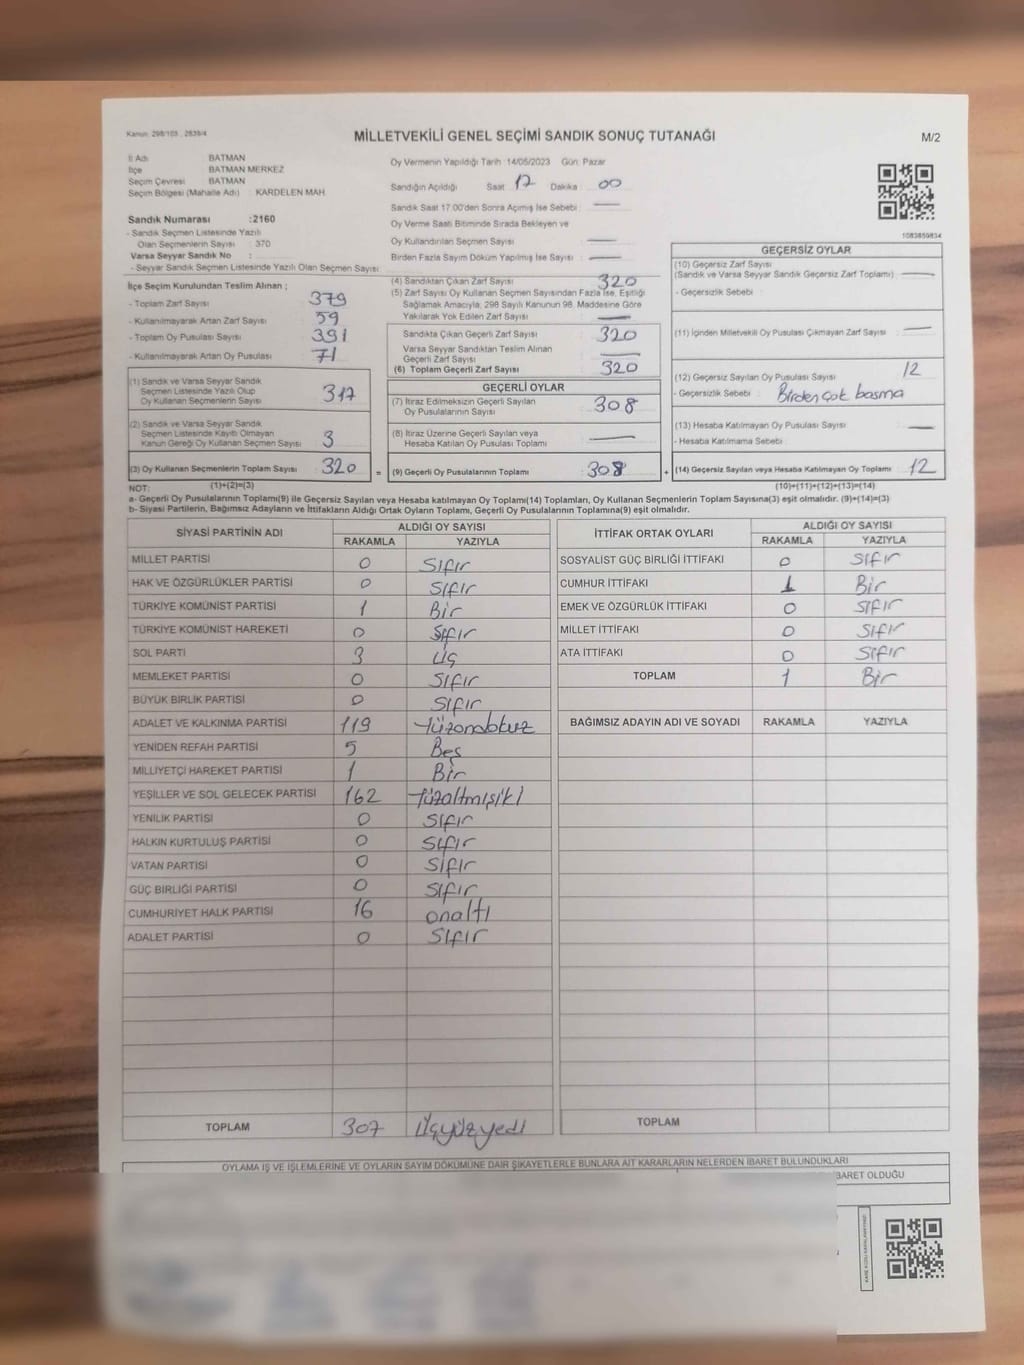 Kanun: 298/105 , 2839/4
MİLLETVEKİLİ GENEL SEÇİMİ SANDIK SONUÇ TUTANAĞI
M/2
İl Adı BATMAN
İlçe BATMAN MERKEZ
Seçim Çevresi BATMAN
Seçim Bölgesi (Mahalle Adı) KARDELEN MAH.
Sandık Numarası :2160
- Sandık Seçmen Listesinde Yazılı
Olan Seçmenlerin Sayısı : 370
Varsa Seyyar Sandık No :
- Seyyar Sandık Seçmen Listesinde Yazılı Olan Seçmen Sayısı
Oy Vermenin Yapıldığı Tarih 14/05/2023 Gün Pazar
Sandığın Açıldığı Saat 17 Dakika 00
Sandık Saat 17:00'den Sonra Açılmış İse Sebebi : —
Oy Verme Saati Bitiminde Sırada Bekleyen ve
Oy Kullandırılan Seçmen Sayısı —
Birden Fazla Sayım Döküm Yapılmış İse Sayısı : —
1083859834
İlçe Seçim Kurulundan Teslim Alınan ;
- Toplam Zarf Sayısı : 379
- Kullanılmayarak Artan Zarf Sayısı : 59
- Toplam Oy Pusulası Sayısı : 391
- Kullanılmayarak Artan Oy Pusulası : 71
(1) Sandık ve Varsa Seyyar Sandık
Seçmen Listesinde Yazılı Olup
Oy Kullanan Seçmenlerin Sayısı : 317
(2) Sandık ve Varsa Seyyar Sandık
Seçmen Listesinde Kayıtlı Olmayan
Kanun Gereği Oy Kullanan Seçmen Sayısı : 3
(3) Oy Kullanan Seçmenlerin Toplam Sayısı : 320 =
(1)+(2)=(3)
(4) Sandıktan Çıkan Zarf Sayısı : 320
(5) Zarf Sayısı Oy Kullanan Seçmen Sayısından Fazla İse, Eşitliği
Sağlamak Amacıyla, 298 Sayılı Kanunun 98. Maddesine Göre
Yakılarak Yok Edilen Zarf Sayısı : —
Sandıkta Çıkan Geçerli Zarf Sayısı : 320
Varsa Seyyar Sandıktan Teslim Alınan
Geçerli Zarf Sayısı —
(6) Toplam Geçerli Zarf Sayısı : 320
GEÇERLİ OYLAR
(7) İtiraz Edilmeksizin Geçerli Sayılan
Oy Pusulalarının Sayısı : 308
(8) İtiraz Üzerine Geçerli Sayılan veya
Hesaba Katılan Oy Pusulası Toplamı : —
(9) Geçerli Oy Pusulalarının Toplamı : 308 +
GEÇERSİZ OYLAR
(10) Geçersiz Zarf Sayısı
(Sandık ve Varsa Seyyar Sandık Geçersiz Zarf Toplamı) : —
- Geçersizlik Sebebi :
(11) İçinden Milletvekili Oy Pusulası Çıkmayan Zarf Sayısı : —
(12) Geçersiz Sayılan Oy Pusulası Sayısı : 12
- Geçersizlik Sebebi : Birden çok basma
(13) Hesaba Katılmayan Oy Pusulası Sayısı : —
- Hesaba Katılmama Sebebi :
(14) Geçersiz Sayılan veya Hesaba Katılmayan Oy Toplamı : 12
(10)+(11)+(12)+(13)=(14)
NOT:
a- Geçerli Oy Pusulalarının Toplamı(9) ile Geçersiz Sayılan veya Hesaba katılmayan Oy Toplamı(14) Toplamları, Oy Kullanan Seçmenlerin Toplam Sayısına(3) eşit olmalıdır. (9)+(14)=(3)
b- Siyasi Partilerin, Bağımsız Adayların ve İttifakların Aldığı Oyların Toplamı, Geçerli Oy Pusulalarının Toplamına(9) eşit olmalıdır.
SİYASİ PARTİNİN ADI ALDIĞI OY SAYISI
RAKAMLA YAZIYLA
MİLLET PARTİSİ 0 Sıfır
HAK VE ÖZGÜRLÜKLER PARTİSİ 0 Sıfır
TÜRKİYE KOMÜNİST PARTİSİ 1 Bir
TÜRKİYE KOMÜNİST HAREKETİ 0 Sıfır
SOL PARTİ 3 Üç
MEMLEKET PARTİSİ 0 Sıfır
BÜYÜK BİRLİK PARTİSİ 0 Sıfır
ADALET VE KALKINMA PARTİSİ 119 Yüzondokuz
YENİDEN REFAH PARTİSİ 5 Beş
MİLLİYETÇİ HAREKET PARTİSİ 1 Bir
YEŞİLLER VE SOL GELECEK PARTİSİ 162 Yüzaltmışiki
YENİLİK PARTİSİ 0 Sıfır
HALKIN KURTULUŞ PARTİSİ 0 Sıfır
VATAN PARTİSİ 0 Sıfır
GÜÇ BİRLİĞİ PARTİSİ 0 Sıfır
CUMHURİYET HALK PARTİSİ 16 onaltı
ADALET PARTİSİ 0 Sıfır
TOPLAM 307 Üçyüzyedi
İTTİFAK ORTAK OYLARI ALDIĞI OY SAYISI
RAKAMLA YAZIYLA
SOSYALİST GÜÇ BİRLİĞİ İTTİFAKI 0 Sıfır
CUMHUR İTTİFAKI 1 Bir
EMEK VE ÖZGÜRLÜK İTTİFAKI 0 Sıfır
MİLLET İTTİFAKI 0 Sıfır
ATA İTTİFAKI 0 Sıfır
TOPLAM 1 Bir
BAĞIMSIZ ADAYIN ADI VE SOYADI RAKAMLA YAZIYLA
TOPLAM
OYLAMA İŞ VE İŞLEMLERİNE VE OYLARIN SAYIM DÖKÜMÜNE DAİR ŞİKAYETLERLE BUNLARA AİT KARARLARIN NELERDEN İBARET BULUNDUKLARI
İBARET OLDUĞU